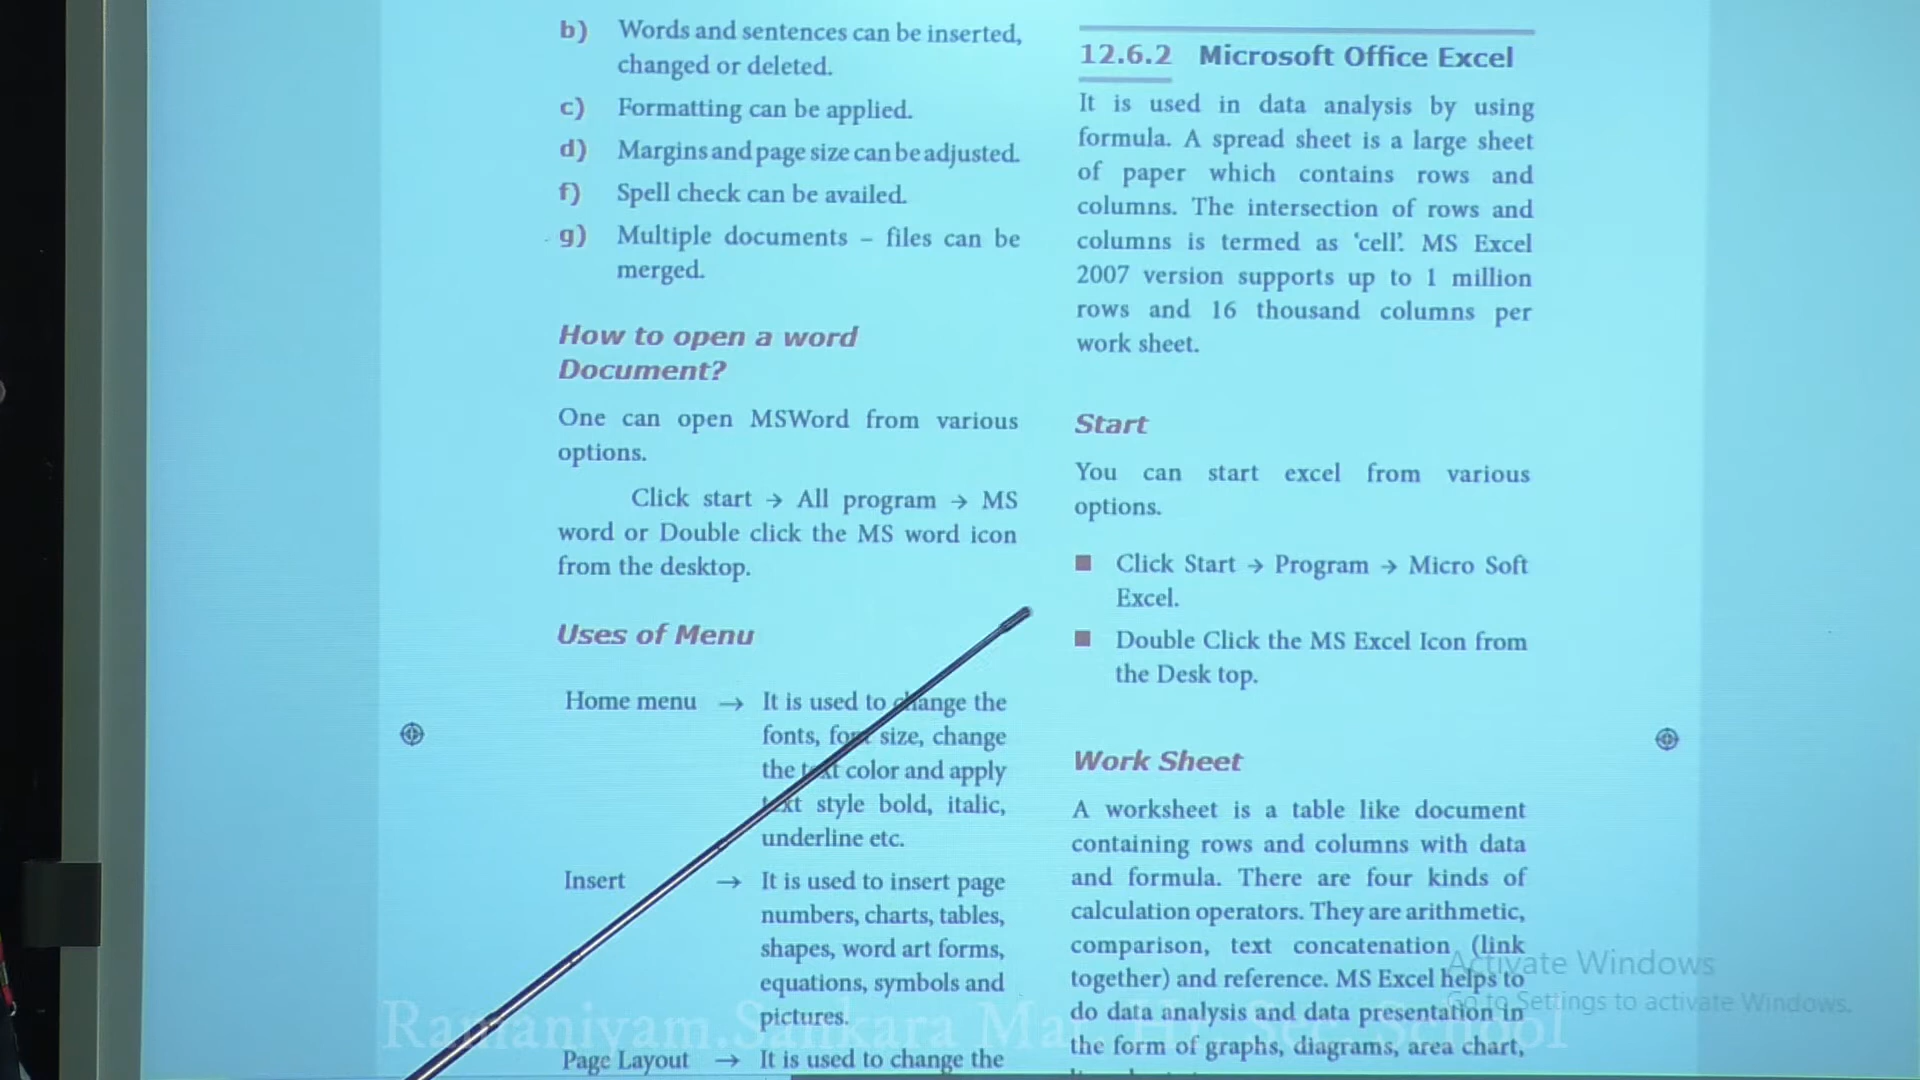 b) Words and sentences can be inserted,
changed or deleted.
c) Formatting can be applied.
d) Margins and page size can be adjusted.
f) Spell check can be availed.
g) Multiple documents – files can be
merged.
How to open a word
Document?
One can open MSWord from various
options.
Click start → All program → MS
word or Double click the MS word icon
from the desktop.
Uses of Menu
Home menu → It is used to change the
fonts, font size, change
the text color and apply
text style bold, italic,
underline etc.
Insert → It is used to insert page
numbers, charts, tables,
shapes, word art forms,
equations, symbols and
pictures.
Page Layout → It is used to change the
12.6.2 Microsoft Office Excel
It is used in data analysis by using
formula. A spread sheet is a large sheet
of paper which contains rows and
columns. The intersection of rows and
columns is termed as ‘cell’. MS Excel
2007 version supports up to 1 million
rows and 16 thousand columns per
work sheet.
Start
You can start excel from various
options.
■ Click Start → Program → Micro Soft
Excel.
■ Double Click the MS Excel Icon from
the Desk top.
Work Sheet
A worksheet is a table like document
containing rows and columns with data
and formula. There are four kinds of
calculation operators. They are arithmetic,
comparison, text concatenation (link
together) and reference. MS Excel helps to
do data analysis and data presentation in
the form of graphs, diagrams, area chart,
Activate Windows
Go to Settings to activate Windows.
Ramaniyam.Sankara Mat. Hr. Sec. School